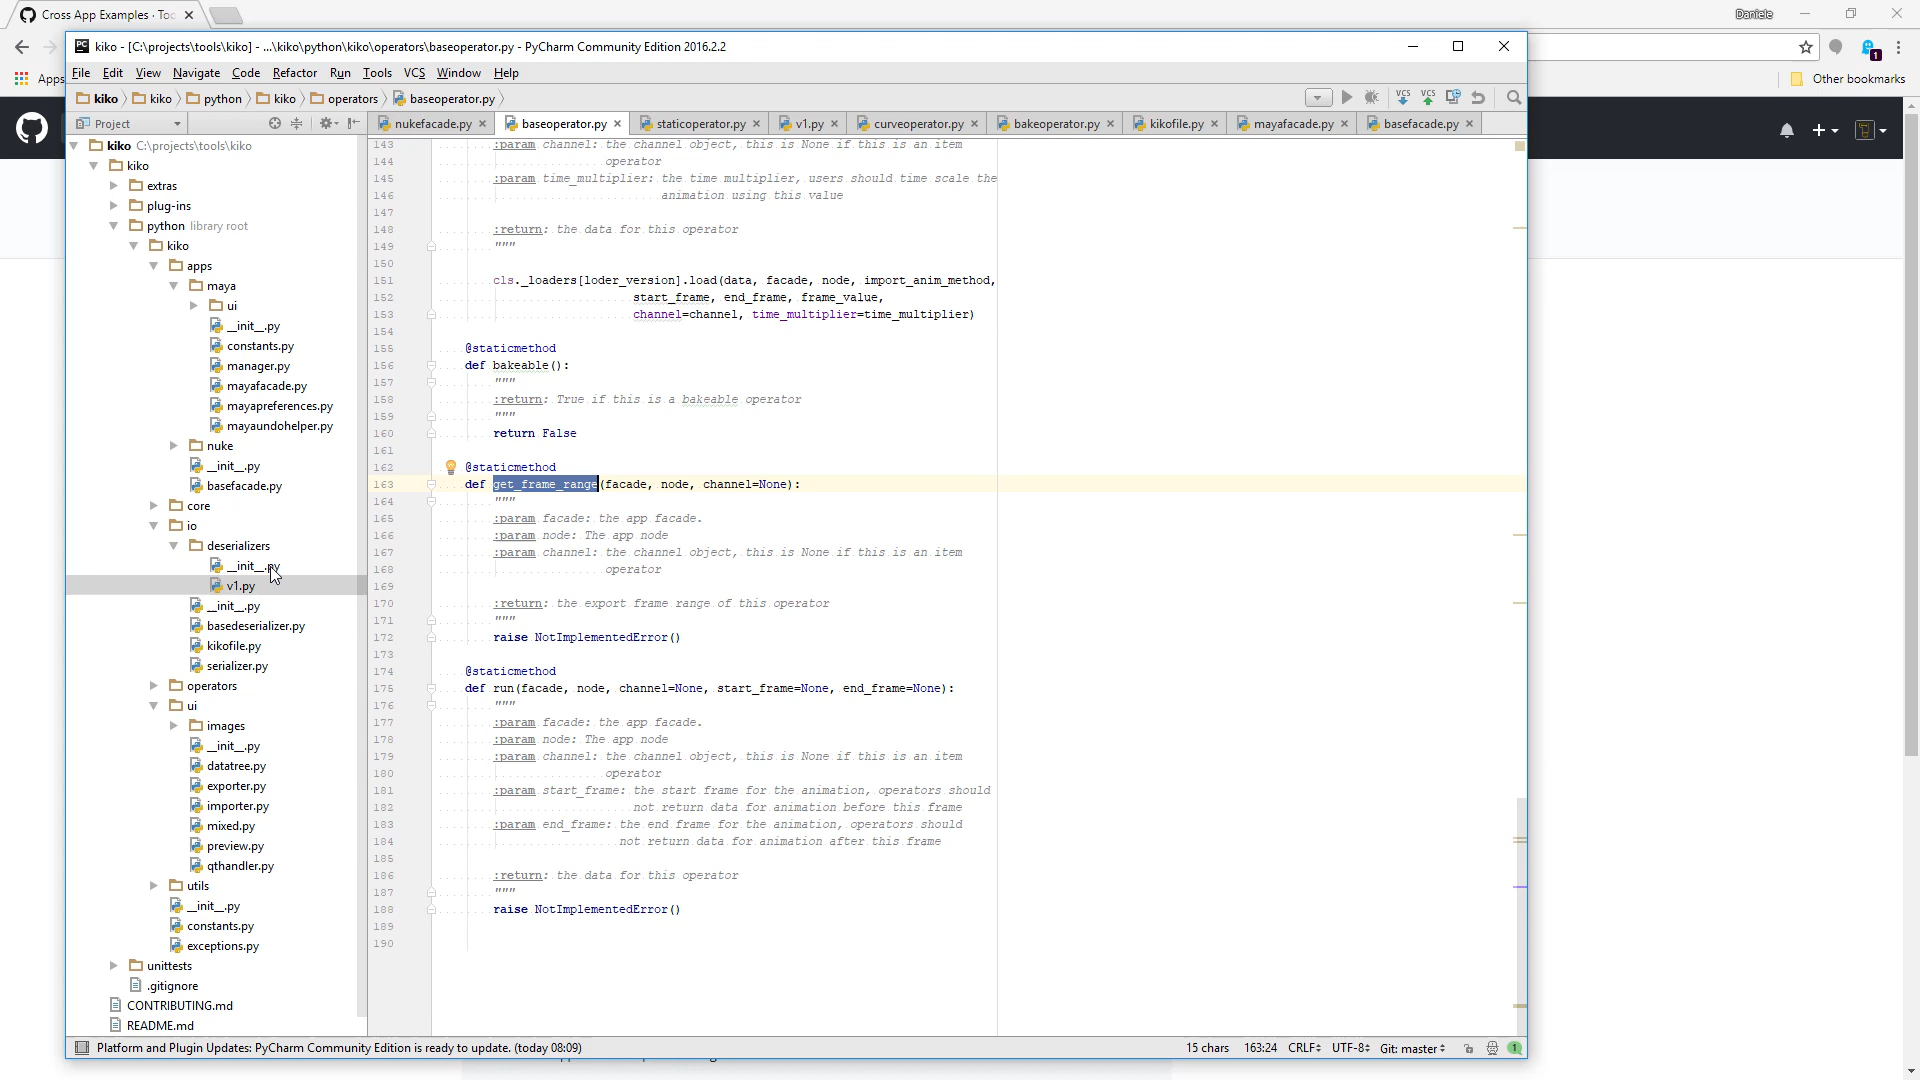 Cross App Examples · Too
Daniele
kiko - [C:\projects\tools\kiko] - ...\kiko\python\kiko\operators\baseoperator.py - PyCharm Community Edition 2016.2.2
File Edit View Navigate Code Refactor Run Tools VCS Window Help
Apps
Other bookmarks
kiko kiko python kiko operators baseoperator.py
VCS VCS
Project
nukefacade.py baseoperator.py staticoperator.py v1.py curveoperator.py bakeoperator.py kikofile.py mayafacade.py basefacade.py
kiko C:\projects\tools\kiko
kiko
extras
plug-ins
python library root
kiko
apps
maya
ui
__init__.py
constants.py
manager.py
mayafacade.py
mayapreferences.py
mayaundohelper.py
nuke
__init__.py
basefacade.py
core
io
deserializers
__init__.py
v1.py
__init__.py
basedeserializer.py
kikofile.py
serializer.py
operators
ui
images
__init__.py
datatree.py
exporter.py
importer.py
mixed.py
preview.py
qthandler.py
utils
__init__.py
constants.py
exceptions.py
unittests
.gitignore
CONTRIBUTING.md
README.md
143 :param channel: the channel object, this is None if this is an item
144 operator
145 :param time_multiplier: the time multiplier, users should time scale the
146 animation using this value
147
148 :return: the data for this operator
149 """
150
151 cls._loaders[loder_version].load(data, facade, node, import_anim_method,
152 start_frame, end_frame, frame_value,
153 channel=channel, time_multiplier=time_multiplier)
154
155 @staticmethod
156 def bakeable():
157 """
158 :return: True if this is a bakeable operator
159 """
160 return False
161
162 @staticmethod
163 def get_frame_range(facade, node, channel=None):
164 """
165 :param facade: the app facade.
166 :param node: The app node
167 :param channel: the channel object, this is None if this is an item
168 operator
169
170 :return: the export frame range of this operator
171 """
172 raise NotImplementedError()
173
174 @staticmethod
175 def run(facade, node, channel=None, start_frame=None, end_frame=None):
176 """
177 :param facade: the app facade.
178 :param node: The app node
179 :param channel: the channel object, this is None if this is an item
180 operator
181 :param start_frame: the start frame for the animation, operators should
182 not return data for animation before this frame
183 :param end_frame: the end frame for the animation, operators should
184 not return data for animation after this frame
185
186 :return: the data for this operator
187 """
188 raise NotImplementedError()
189
190
Platform and Plugin Updates: PyCharm Community Edition is ready to update. (today 08:09)
15 chars 163:24 CRLF UTF-8 Git: master 1